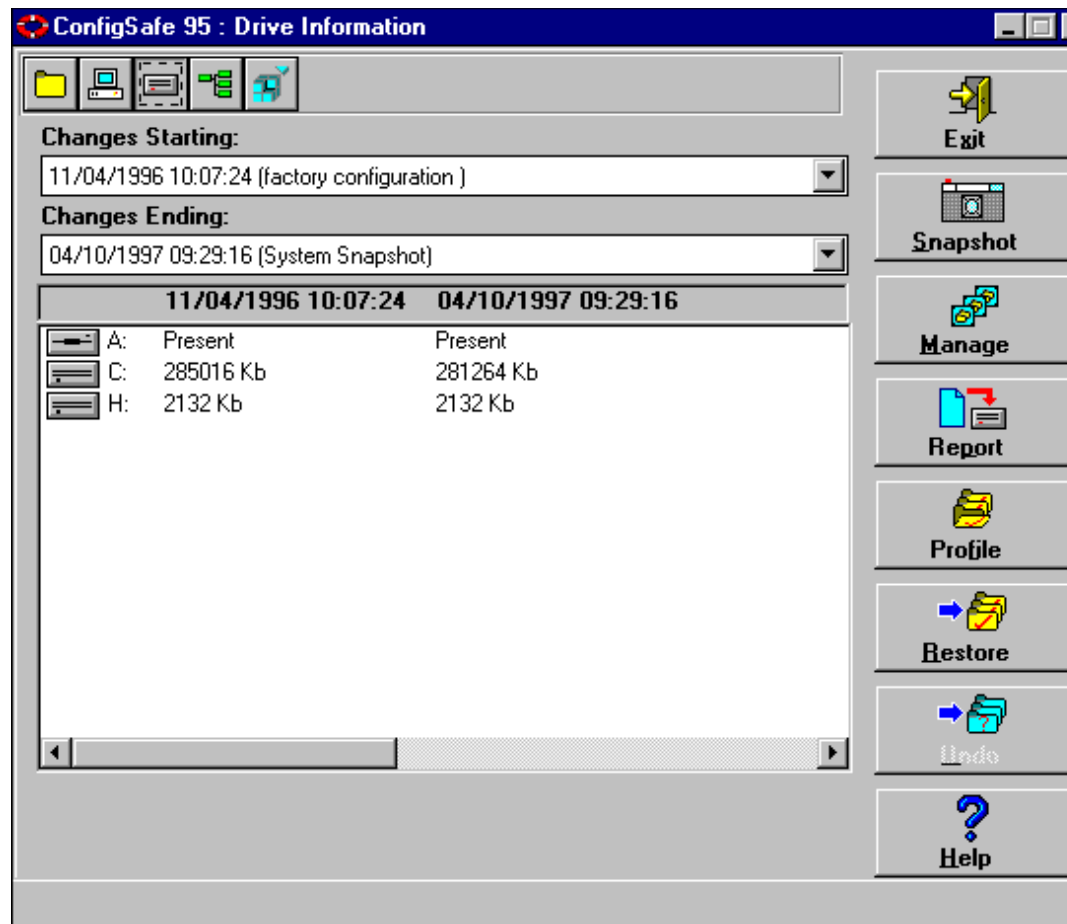 ConfigSafe 95 : Drive Information
Changes Starting:
11/04/1996 10:07:24 (factory configuration )
Changes Ending:
04/10/1997 09:29:16 (System Snapshot)
11/04/1996 10:07:24 04/10/1997 09:29:16
A: Present Present
C: 285016 Kb 281264 Kb
H: 2132 Kb 2132 Kb
Exit
Snapshot
Manage
Report
Profile
Restore
Undo
Help